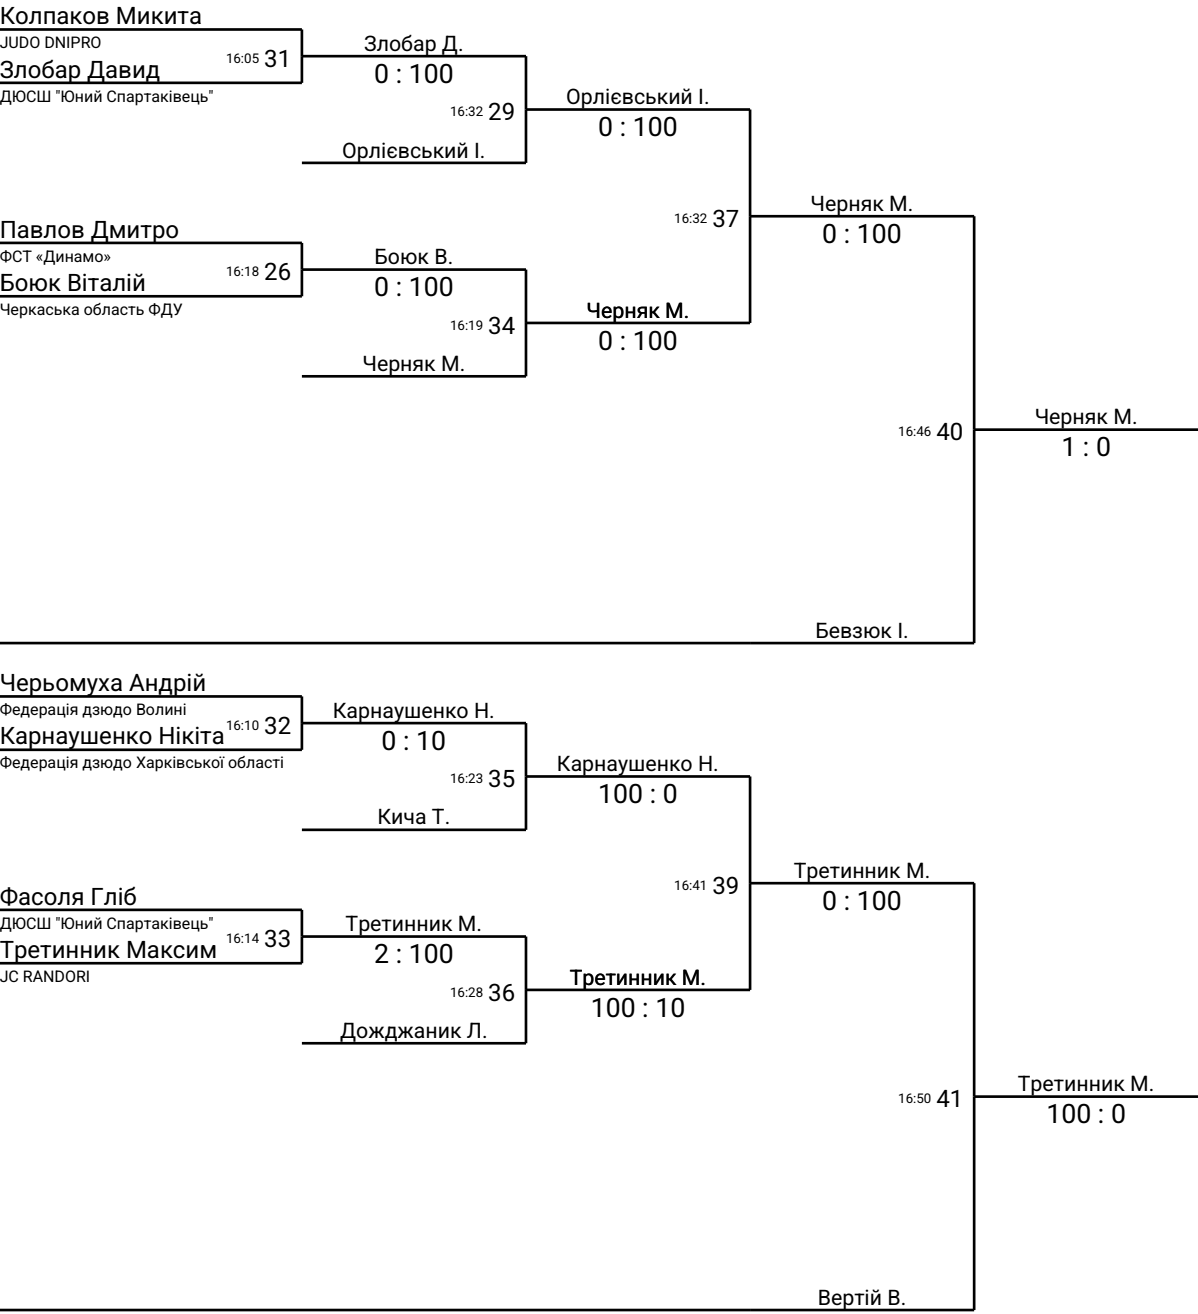 Колпаков Микита
JUDO DNIPRO
16:05 31
Злобар Давид
ДЮСШ "Юний Спартаківець"
Злобар Д.
0 : 100
16:32 29
Орлієвський І.
Орлієвський І.
0 : 100
Павлов Дмитро
ФСТ «Динамо»
16:18 26
Боюк Віталій
Черкаська область ФДУ
Боюк В.
0 : 100
16:19 34
Черняк М.
Черняк М.
0 : 100
16:32 37
Черняк М.
0 : 100
16:46 40
Черняк М.
1 : 0
Бевзюк І.
Черьомуха Андрій
Федерація дзюдо Волині
16:10 32
Карнаушенко Нікіта
Федерація дзюдо Харківської області
Карнаушенко Н.
0 : 10
16:23 35
Кича Т.
Карнаушенко Н.
100 : 0
Фасоля Гліб
ДЮСШ "Юний Спартаківець"
16:14 33
Третинник Максим
JC RANDORI
Третинник М.
2 : 100
16:28 36
Дожджаник Л.
Третинник М.
100 : 10
16:41 39
Третинник М.
0 : 100
16:50 41
Третинник М.
100 : 0
Вертій В.